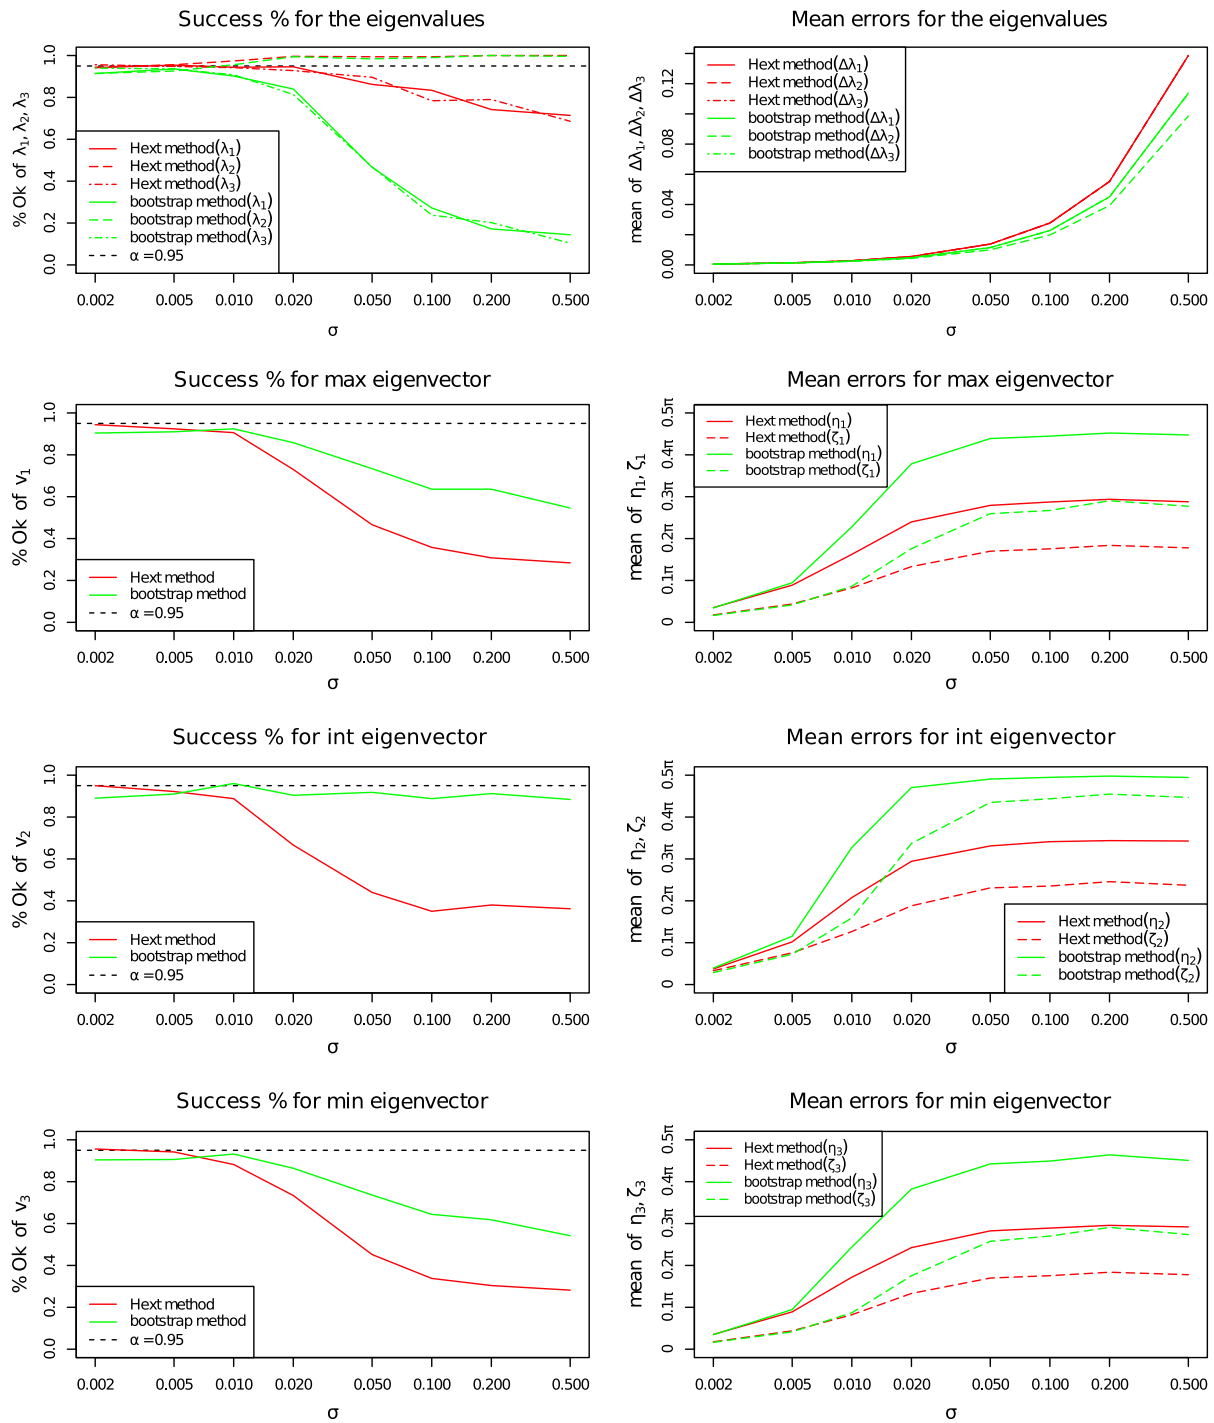 Success % for the eigenvalues
% Ok of λ1, λ2, λ3
0.0 0.2 0.4 0.6 0.8 1.0
Hext method(λ1)
Hext method(λ2)
Hext method(λ3)
bootstrap method(λ1)
bootstrap method(λ2)
bootstrap method(λ3)
α = 0.95
0.002 0.005 0.010 0.020 0.050 0.100 0.200 0.500
σ
Mean errors for the eigenvalues
mean of Δλ1, Δλ2, Δλ3
0.00 0.04 0.08 0.12
Hext method(Δλ1)
Hext method(Δλ2)
Hext method(Δλ3)
bootstrap method(Δλ1)
bootstrap method(Δλ2)
bootstrap method(Δλ3)
0.002 0.005 0.010 0.020 0.050 0.100 0.200 0.500
σ
Success % for max eigenvector
% Ok of v1
0.0 0.2 0.4 0.6 0.8 1.0
Hext method
bootstrap method
α = 0.95
0.002 0.005 0.010 0.020 0.050 0.100 0.200 0.500
σ
Mean errors for max eigenvector
mean of η1, ζ1
0 0.1π 0.2π 0.3π 0.4π 0.5π
Hext method(η1)
Hext method(ζ1)
bootstrap method(η1)
bootstrap method(ζ1)
0.002 0.005 0.010 0.020 0.050 0.100 0.200 0.500
σ
Success % for int eigenvector
% Ok of v2
0.0 0.2 0.4 0.6 0.8 1.0
Hext method
bootstrap method
α = 0.95
0.002 0.005 0.010 0.020 0.050 0.100 0.200 0.500
σ
Mean errors for int eigenvector
mean of η2, ζ2
0 0.1π 0.2π 0.3π 0.4π 0.5π
Hext method(η2)
Hext method(ζ2)
bootstrap method(η2)
bootstrap method(ζ2)
0.002 0.005 0.010 0.020 0.050 0.100 0.200 0.500
σ
Success % for min eigenvector
% Ok of v3
0.0 0.2 0.4 0.6 0.8 1.0
Hext method
bootstrap method
α = 0.95
0.002 0.005 0.010 0.020 0.050 0.100 0.200 0.500
σ
Mean errors for min eigenvector
mean of η3, ζ3
0 0.1π 0.2π 0.3π 0.4π 0.5π
Hext method(η3)
Hext method(ζ3)
bootstrap method(η3)
bootstrap method(ζ3)
0.002 0.005 0.010 0.020 0.050 0.100 0.200 0.500
σ